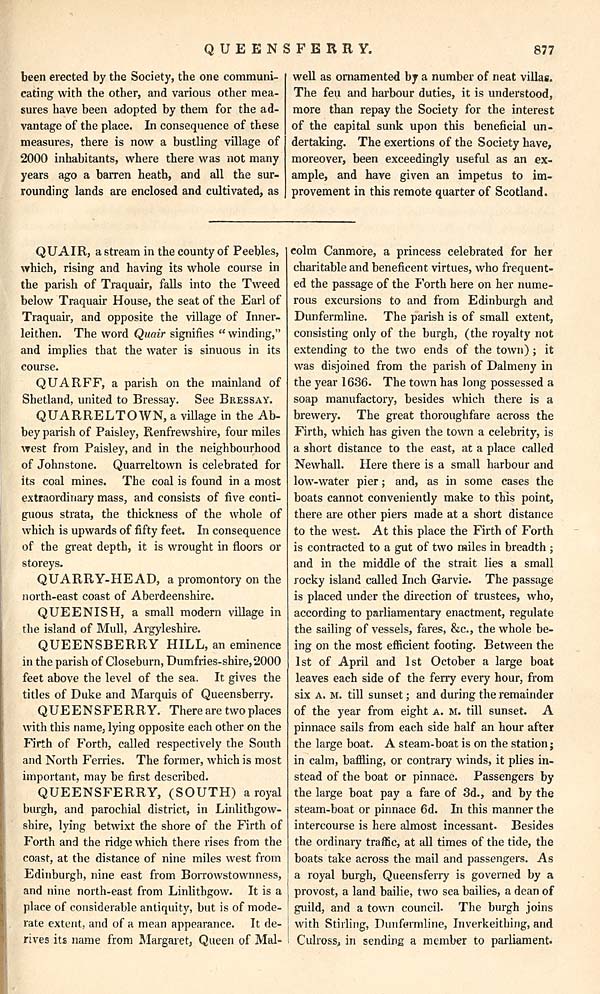 QUEENSFERRY. 877
been erected by the Society, the one communi-
cating with the other, and various other mea-
sures have been adopted by them for the ad-
vantage of the place. In consequence of these
measures, there is now a bustling village of
2000 inhabitants, where there was not many
years ago a barren heath, and all the sur-
rounding lands are enclosed and cultivated, as
well as ornamented by a number of neat villas.
The feu and harbour duties, it is understood,
more than repay the Society for the interest
of the capital sunk upon this beneficial un-
dertaking. The exertions of the Society have,
moreover, been exceedingly useful as an ex-
ample, and have given an impetus to im-
provement in this remote quarter of Scotland.
QUAIR, a stream in the county of Peebles,
which, rising and having its whole course in
the parish of Traquair, falls into the Tweed
below Traquair House, the seat of the Earl of
Traquair, and opposite the village of Inner-
leithen. The word Quair signifies "winding,"
and implies that the water is sinuous in its
course.
QUARFF, a parish on the mainland of
Shetland, united to Bressay. See BRESSAY.
QUARRELTOWN, a village in the Ab-
bey parish of Paisley, Renfrewshire, four miles
west from Paisley, and in the neighbourhood
of Johnstone. Quarreltown is celebrated for
its coal mines. The coal is found in a most
extraordinary mass, and consists of five conti-
guous strata, the thickness of the whole of
which is upwards of fifty feet. In consequence
of the great depth, it is wrought in floors or
storeys.
QUARRY-HEAD, a promontory on the
north-east coast of Aberdeenshire.
QUEENISH, a small modern village in
the island of Mull, Argyleshire.
QUEENSBERRY HILL, an eminence
in the parish of Closeburn, Dumfries-shire, 2000
feet above the level of the sea. It gives the
titles of Duke and Marquis of Queensberry.
QUEENSFERRY. There are two places
with this name, lying opposite each other on the
Firth of Forth, called respectively the South
and North Ferries. The former, which is most
important, may be first described.
QUEENSFERRY, (SOUTH) a royal
burgh, and parochial district, in Linlithgow-
shire, lying betwixt the shore of the Firth of
Forth and the ridge which there rises from the
coast, at the distance of nine miles west from
Edinburgh, nine east from Borrowstownness,
and nine north-east from Linlithgow. It is a
place of considerable antiquity, but is of mode-
rate extent, and of a mean appearance. It de-
rives its name from Margaret, Queen of Mal-
colm Canmore, a princess celebrated for her
charitable and beneficent virtues, who frequent-
ed the passage of the Forth here on her nume-
rous excursions to and from Edinburgh and
Dunfermline. The parish is of small extent,
consisting only of the burgh, (the royalty not
extending to the two ends of the town); it
was disjoined from the parish of Dalmeny in
the year 1636. The town has long possessed a
soap manufactory, besides which there is a
brewery. The great thoroughfare across the
Firth, which has given the town a celebrity, is
a short distance to the east, at a place called
Newhall. Here there is a small harbour and
low-water pier; and, as in some cases the
boats cannot conveniently make to this point,
there are other piers made at a short distance
to the west. At this place the Firth of Forth
is contracted to a gut of two miles in breadth;
and in the middle of the strait lies a small
rocky island called Inch Garvie. The passage
is placed under the direction of trustees, who,
according to parliamentary enactment, regulate
the sailing of vessels, fares, &c., the whole be-
ing on the most efficient footing. Between the
1st of April and 1st October a large boat
leaves each side of the ferry every hour, from
six A. M. till sunset; and during the remainder
of the year from eight A. M. till sunset. A
pinnace sails from each side half an hour after
the large boat. A steam-boat is on the station;
in calm, baffling, or contrary winds, it plies in-
stead of the boat or pinnace. Passengers by
the large boat pay a fare of 3d., and by the
steam-boat or pinnace 6d. In this manner the
intercourse is here almost incessant. Besides
the ordinary traffic, at all times of the tide, the
boats take across the mail and passengers. As
a royal burgh, Queensferry is governed by a
provost, a land bailie, two sea bailies, a dean of
guild, and a town council. The burgh joins
with Stirling, Dunfermline, Inverkeithing, and
Culross, in sending a member to parliament.